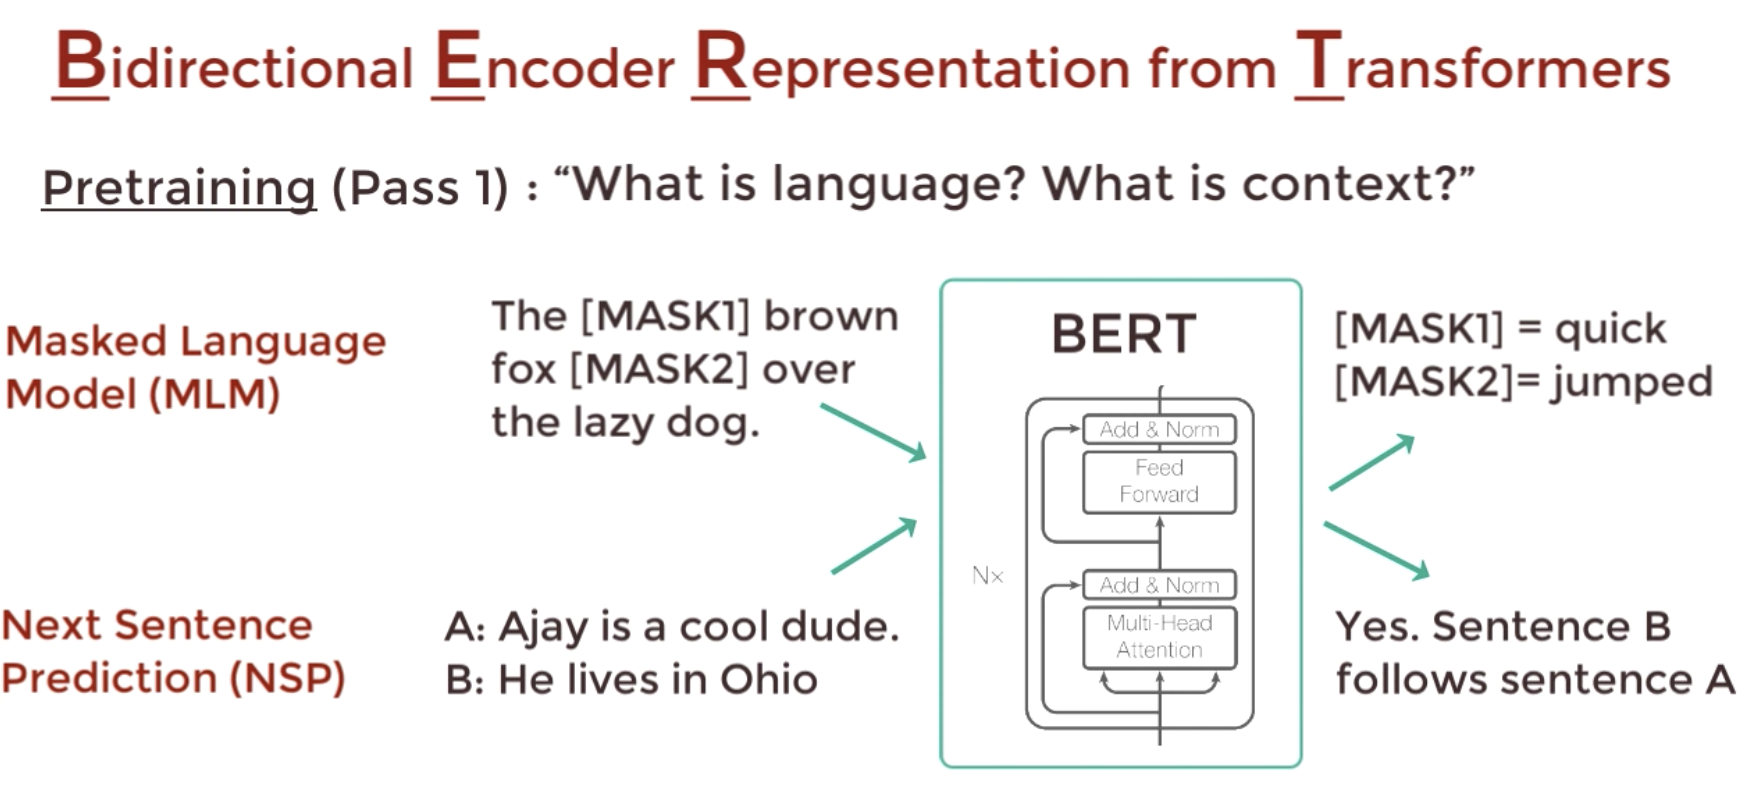 Bidirectional Encoder Representation from Transformers
Pretraining (Pass 1) : “What is language? What is context?”
Masked Language
Model (MLM)
The [MASK1] brown
fox [MASK2] over
the lazy dog.
BERT
Add & Norm
Feed
Forward
Nx
Add & Norm
Multi-Head
Attention
[MASK1] = quick
[MASK2]= jumped
Next Sentence
Prediction (NSP)
A: Ajay is a cool dude.
B: He lives in Ohio
Yes. Sentence B
follows sentence A